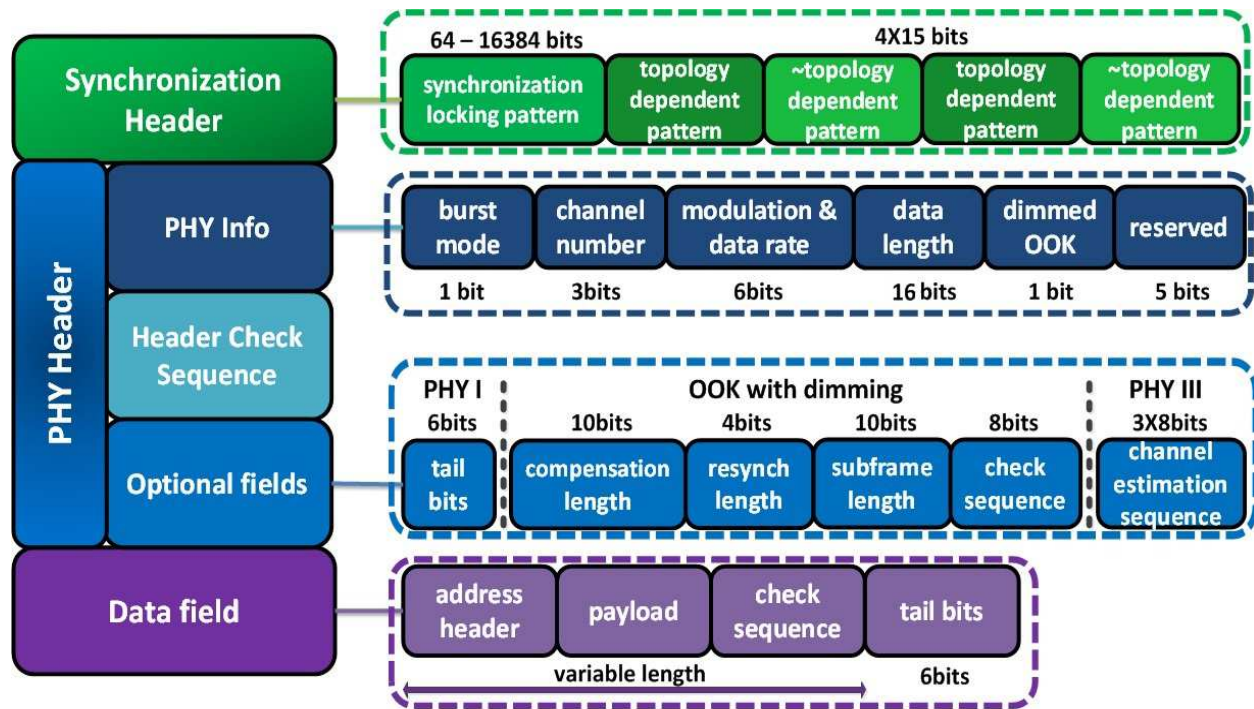 64 – 16384 bits
4X15 bits
Synchronization
Header
synchronization
locking pattern
topology
dependent
pattern
~topology
dependent
pattern
topology
dependent
pattern
~topology
dependent
pattern
PHY Header
PHY Info
burst
mode
channel
number
modulation &
data rate
data
length
dimmed
OOK
reserved
1 bit
3bits
6bits
16 bits
1 bit
5 bits
Header Check
Sequence
PHY I
OOK with dimming
PHY III
6bits
10bits
4bits
10bits
8bits
3X8bits
Optional fields
tail
bits
compensation
length
resynch
length
subframe
length
check
sequence
channel
estimation
sequence
Data field
address
header
payload
check
sequence
tail bits
variable length
6bits